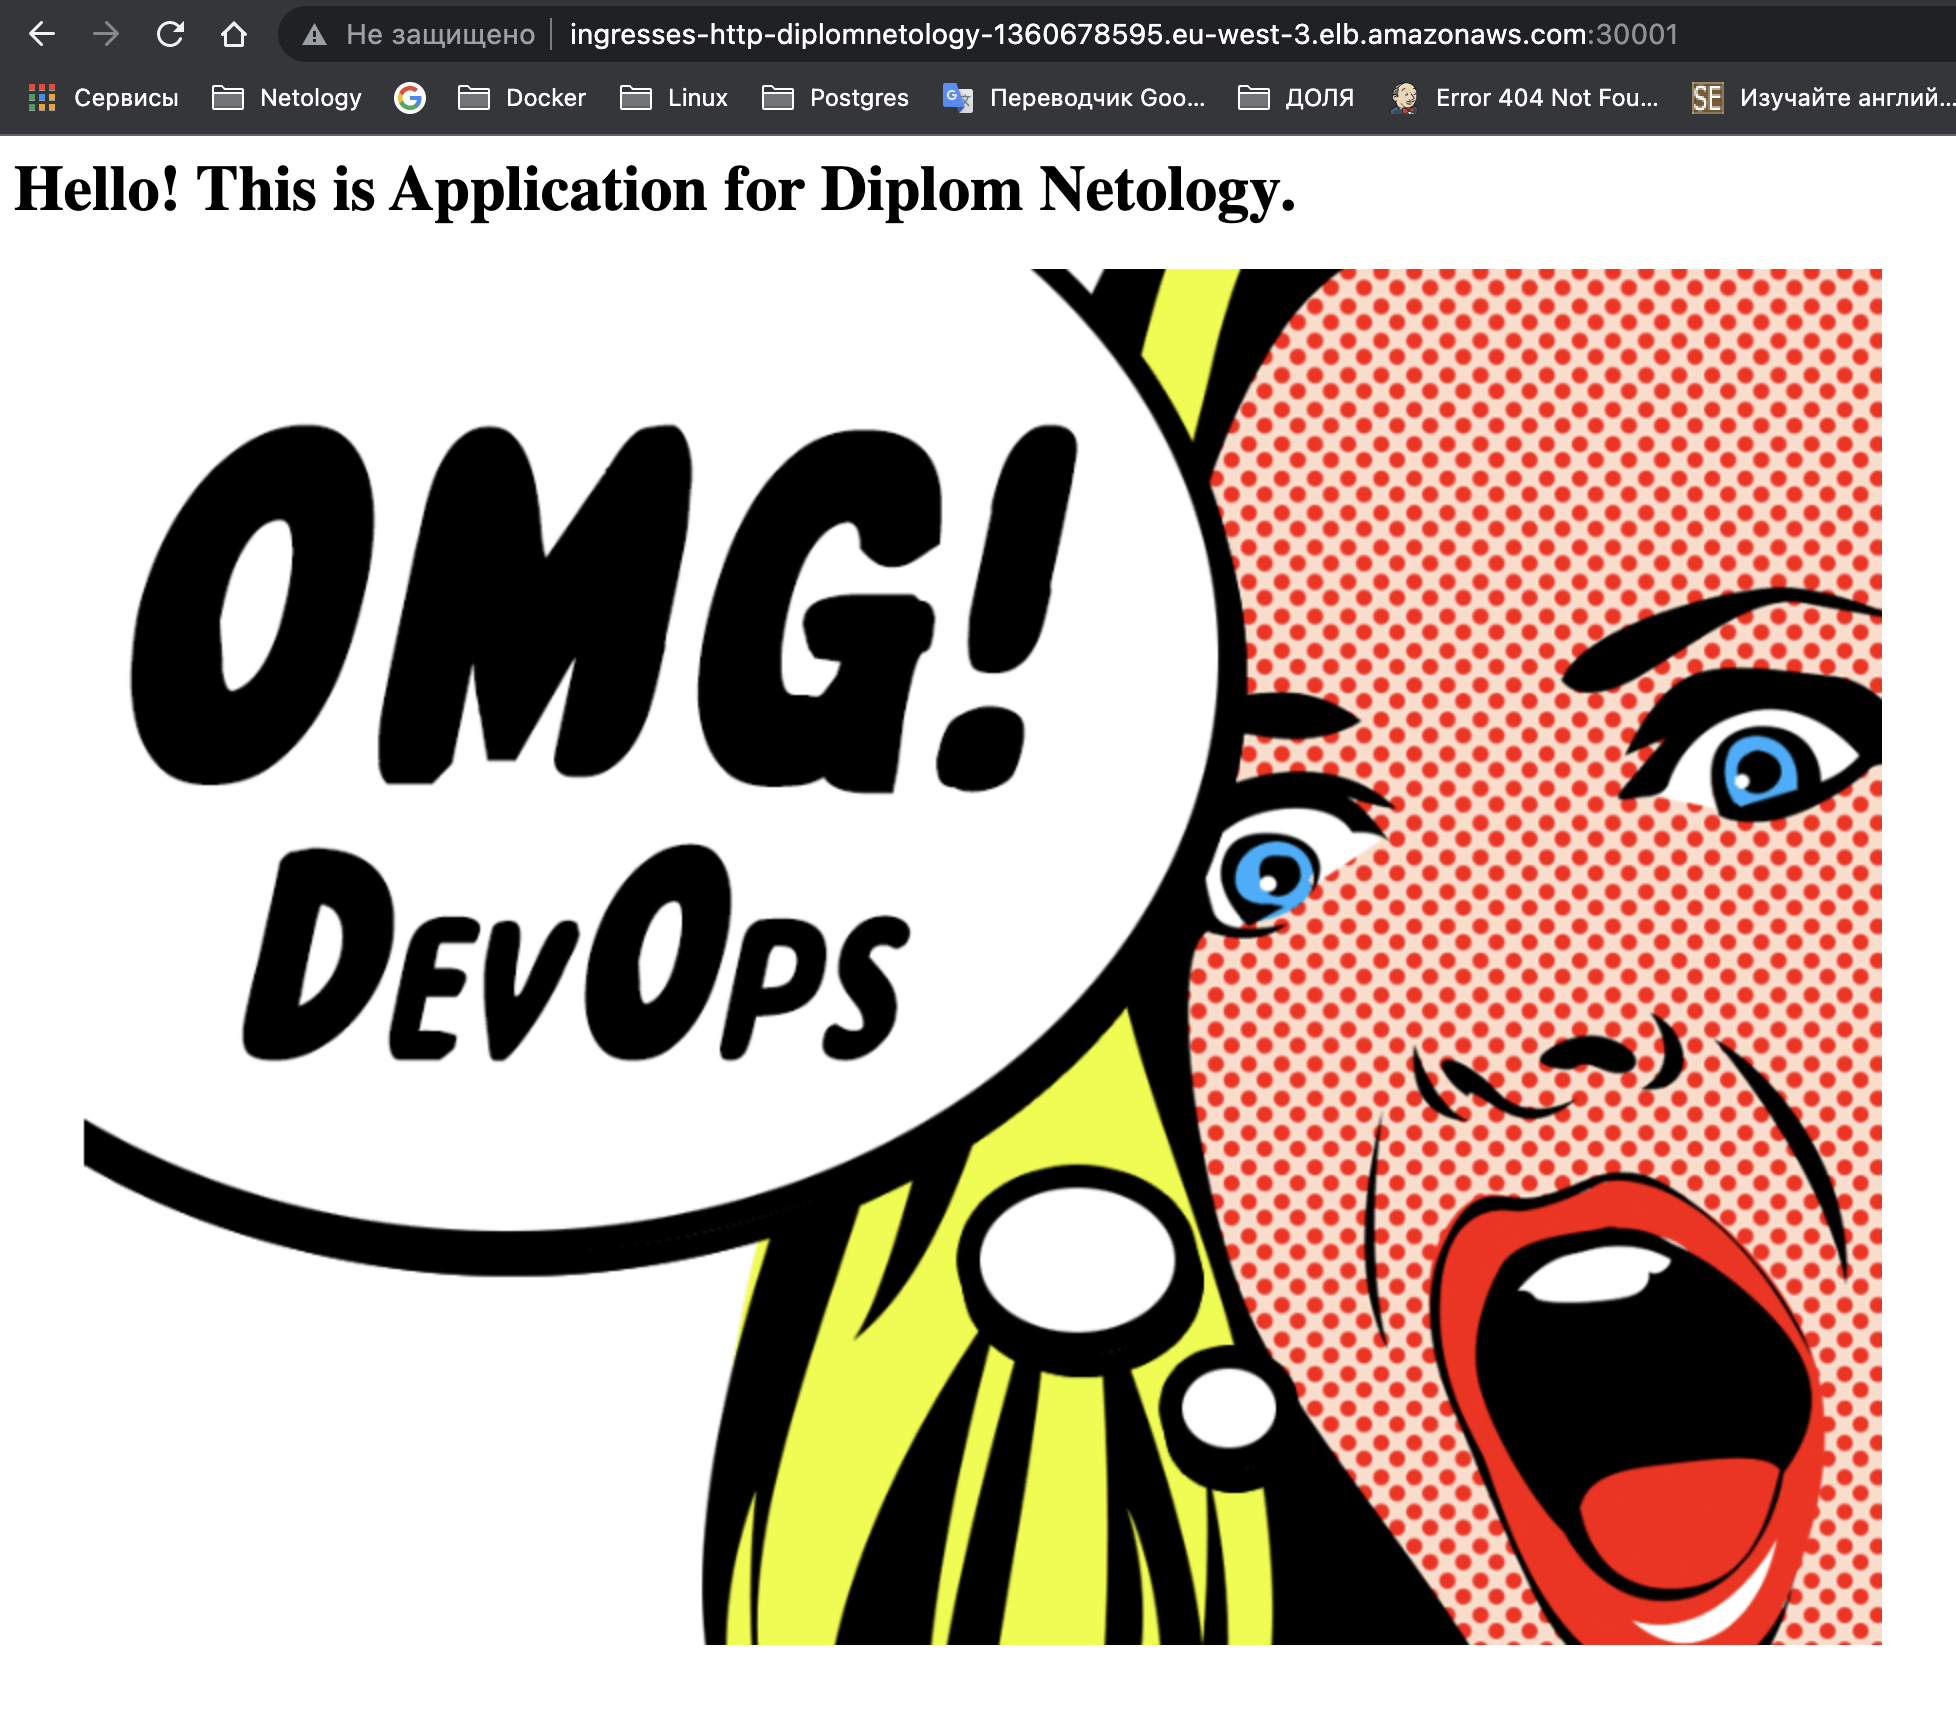 Не защищено ingresses-http-diplomnetology-1360678595.eu-west-3.elb.amazonaws.com:30001
Сервисы Netology Docker Linux Postgres Переводчик Goo... ДОЛЯ Error 404 Not Fou... SE Изучайте англий...
Hello! This is Application for Diplom Netology.
OMG!
DEVOPS